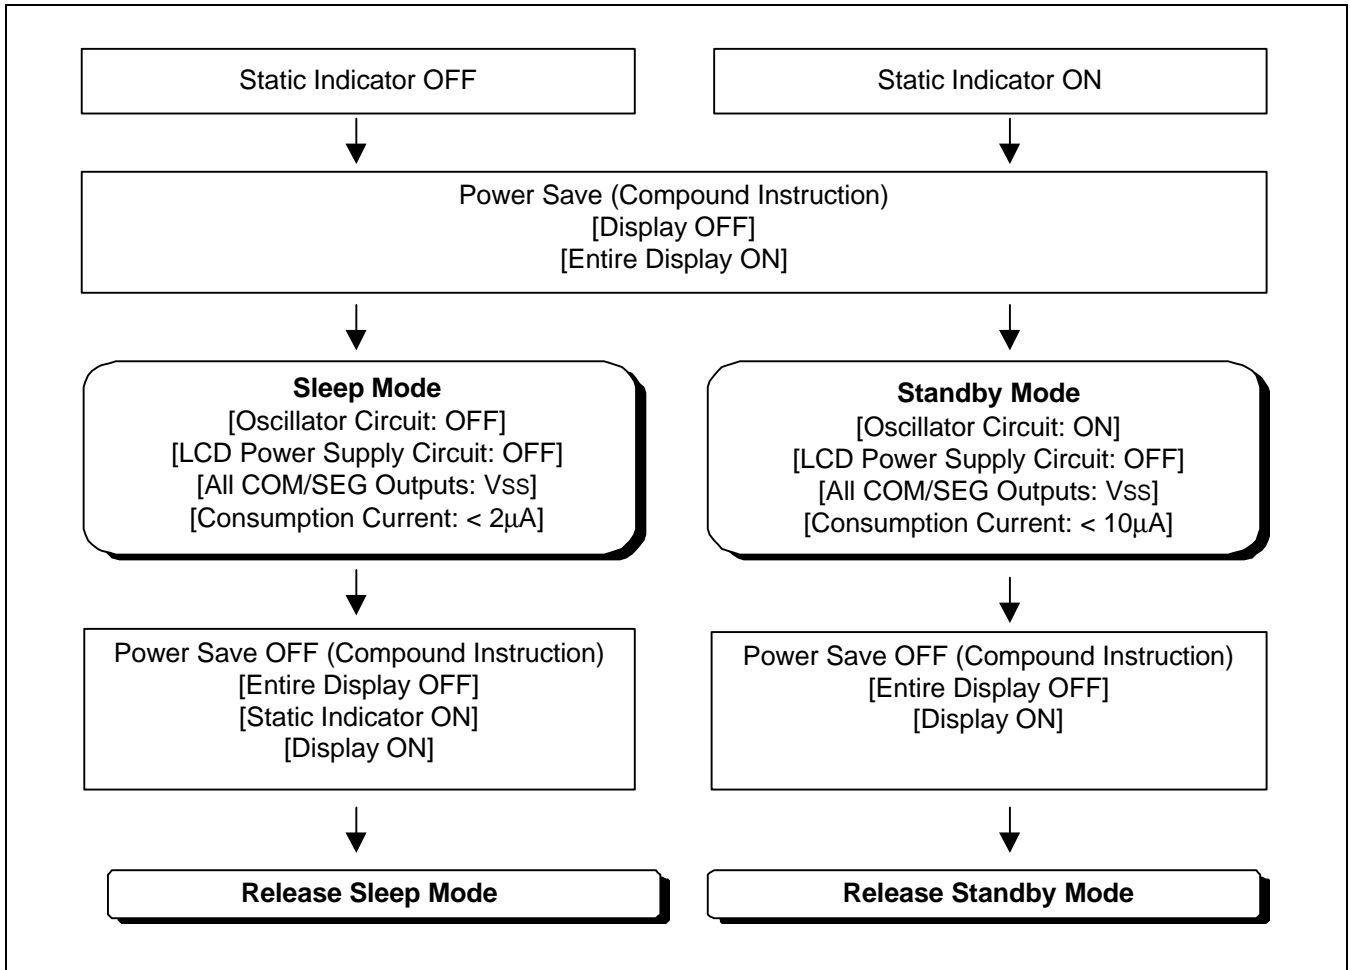 Static Indicator OFF
Static Indicator ON
Power Save (Compound Instruction)
[Display OFF]
[Entire Display ON]
Sleep Mode
[Oscillator Circuit: OFF]
[LCD Power Supply Circuit: OFF]
[All COM/SEG Outputs: VSS]
[Consumption Current: < 2μA]
Standby Mode
[Oscillator Circuit: ON]
[LCD Power Supply Circuit: OFF]
[All COM/SEG Outputs: VSS]
[Consumption Current: < 10μA]
Power Save OFF (Compound Instruction)
[Entire Display OFF]
[Static Indicator ON]
[Display ON]
Power Save OFF (Compound Instruction)
[Entire Display OFF]
[Display ON]
Release Sleep Mode
Release Standby Mode